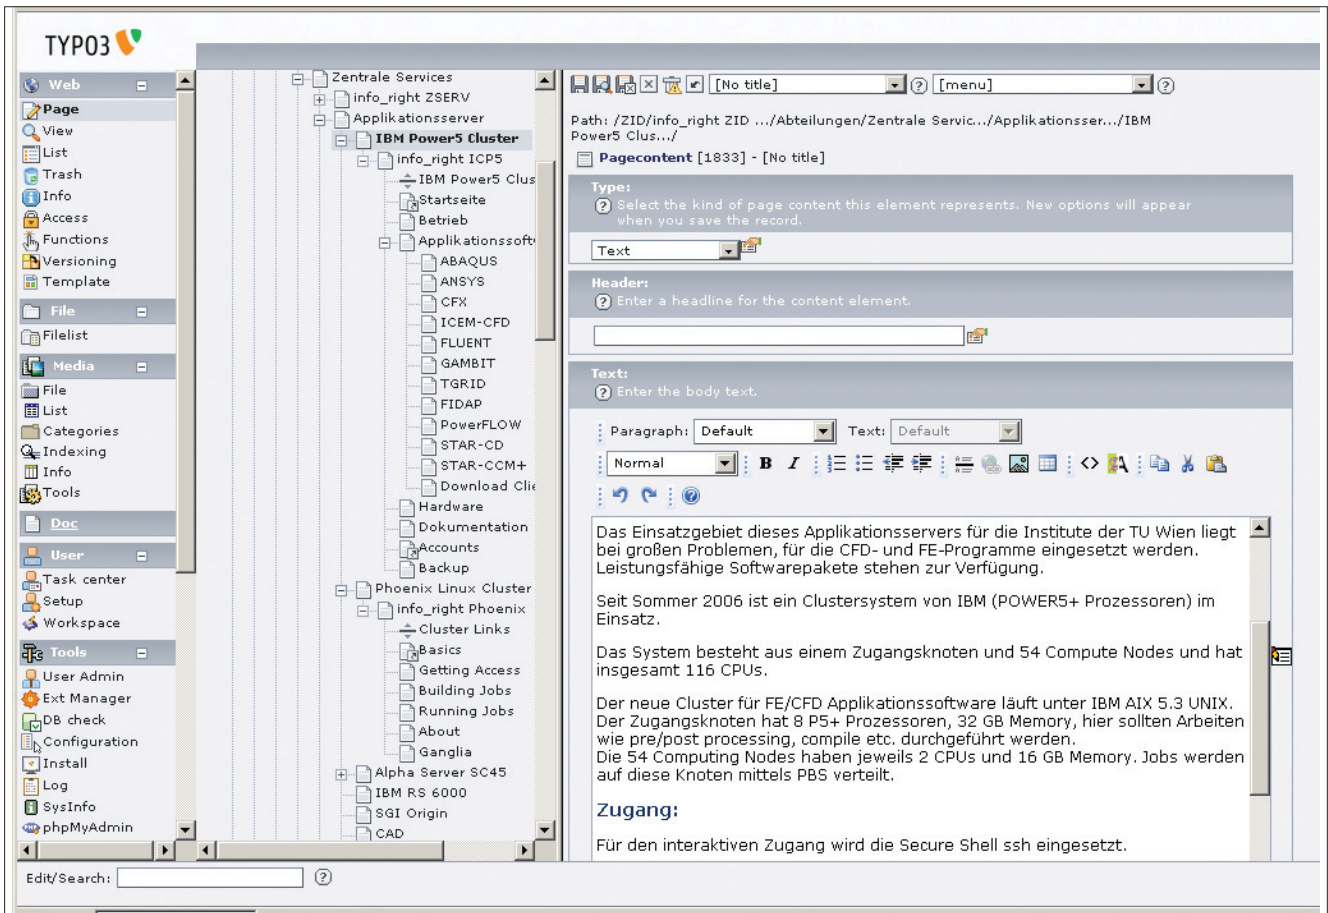 TYPO3
Web
Page
View
List
Trash
Info
Access
Functions
Versioning
Template
File
Filelist
Media
File
List
Categories
Indexing
Info
Tools
Doc
User
Task center
Setup
Workspace
Tools
User Admin
Ext Manager
DB check
Configuration
Install
Log
SysInfo
phpMyAdmin
Zentrale Services
info_right ZSERV
Applikationsserver
IBM Power5 Cluster
info_right ICP5
IBM Power5 Clus
Startseite
Betrieb
Applikationssoft
ABAQUS
ANSYS
CFX
ICEM-CFD
FLUENT
GAMBIT
TGRID
FIDAP
PowerFLOW
STAR-CD
STAR-CCM+
Download Clie
Hardware
Dokumentation
Accounts
Backup
Phoenix Linux Cluster
info_right Phoenix
Cluster Links
Basics
Getting Access
Building Jobs
Running Jobs
About
Ganglia
Alpha Server SC45
IBM RS 6000
SGI Origin
CAD
[No title] [menu]
Path: /ZID/info_right ZID .../Abteilungen/Zentrale Servic.../Applikationsser.../IBM
Power5 Clus.../
Pagecontent [1833] - [No title]
Type:
Select the kind of page content this element represents. New options will appear
when you save the record.
Text
Header:
Enter a headline for the content element.
Text:
Enter the body text.
Paragraph: Default Text: Default
Normal B I
Das Einsatzgebiet dieses Applikationsservers für die Institute der TU Wien liegt
bei großen Problemen, für die CFD- und FE-Programme eingesetzt werden.
Leistungsfähige Softwarepakete stehen zur Verfügung.
Seit Sommer 2006 ist ein Clustersystem von IBM (POWER5+ Prozessoren) im
Einsatz.
Das System besteht aus einem Zugangsknoten und 54 Compute Nodes und hat
insgesamt 116 CPUs.
Der neue Cluster für FE/CFD Applikationssoftware läuft unter IBM AIX 5.3 UNIX.
Der Zugangsknoten hat 8 P5+ Prozessoren, 32 GB Memory, hier sollten Arbeiten
wie pre/post processing, compile etc. durchgeführt werden.
Die 54 Computing Nodes haben jeweils 2 CPUs und 16 GB Memory. Jobs werden
auf diese Knoten mittels PBS verteilt.
Zugang:
Für den interaktiven Zugang wird die Secure Shell ssh eingesetzt.
Edit/Search: